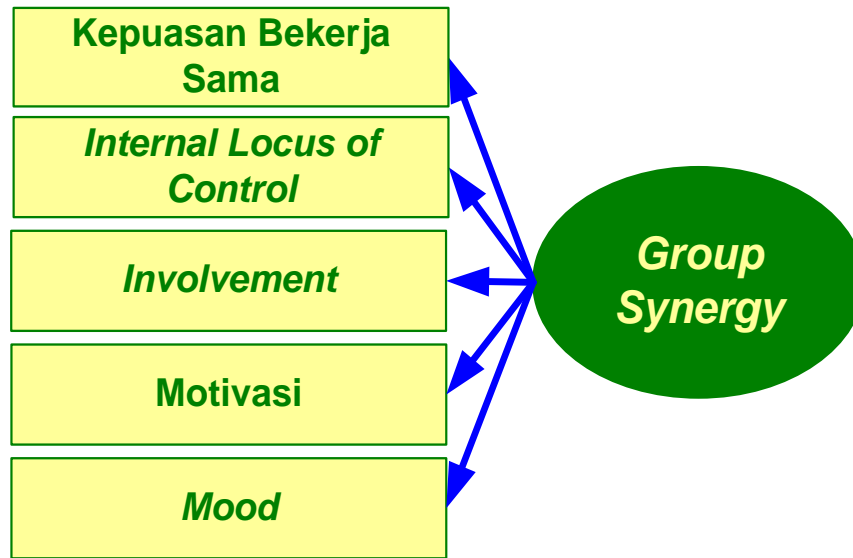 Kepuasan Bekerja
Sama
Internal Locus of
Control
Involvement
Motivasi
Mood
Group
Synergy